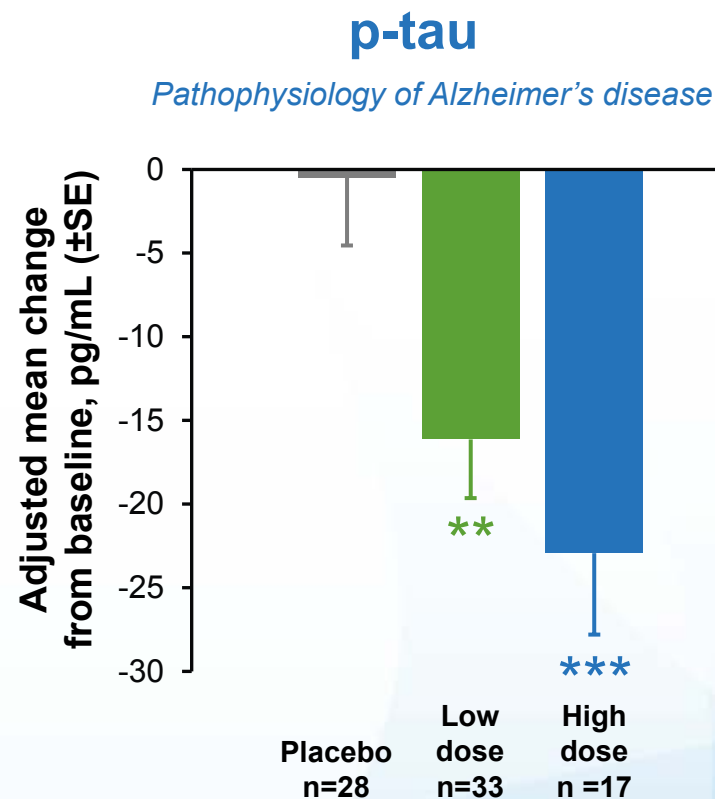 p-tau
Pathophysiology of Alzheimer’s disease
Adjusted mean change
from baseline, pg/mL (±SE)
0
-5
-10
-15
-20
-25
-30
**
***
Placebo
n=28
Low
dose
n=33
High
dose
n =17